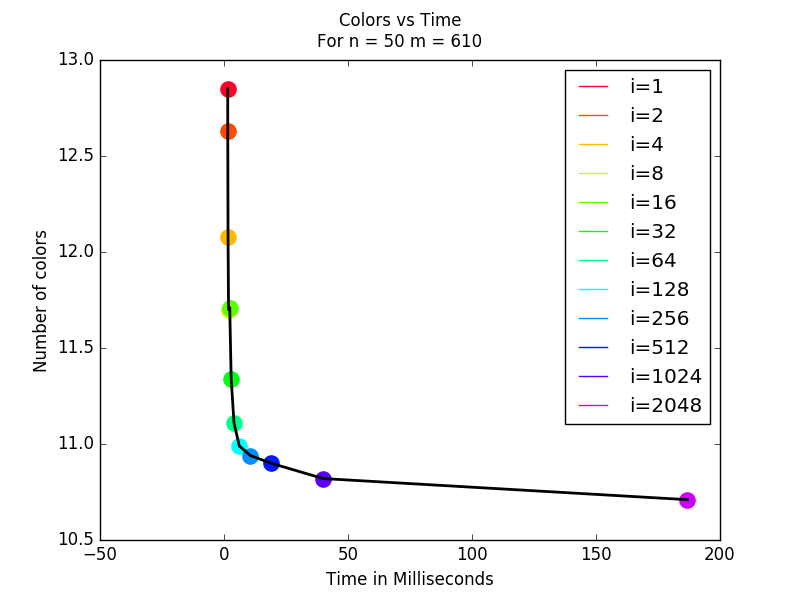 Colors vs Time
For n = 50 m = 610
13.0
12.5
12.0
11.5
11.0
10.5
Number of colors
i=1
i=2
i=4
i=8
i=16
i=32
i=64
i=128
i=256
i=512
i=1024
i=2048
−50
0
50
100
150
200
Time in Milliseconds